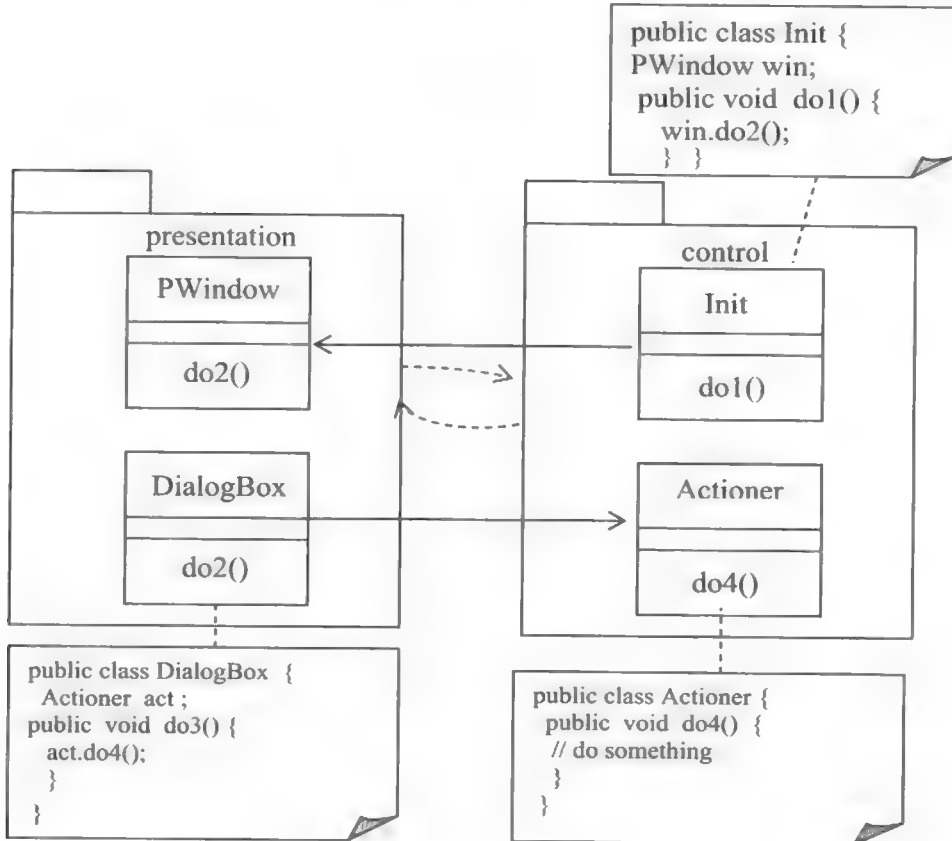 public class Init {
PWindow win;
public void do1() {
win.do2();
} }
presentation
PWindow
do2()
DialogBox
do2()
control
Init
do1()
Actioner
do4()
public class DialogBox {
Actioner act ;
public void do3() {
act.do4();
}
}
public class Actioner {
public void do4() {
// do something
}
}